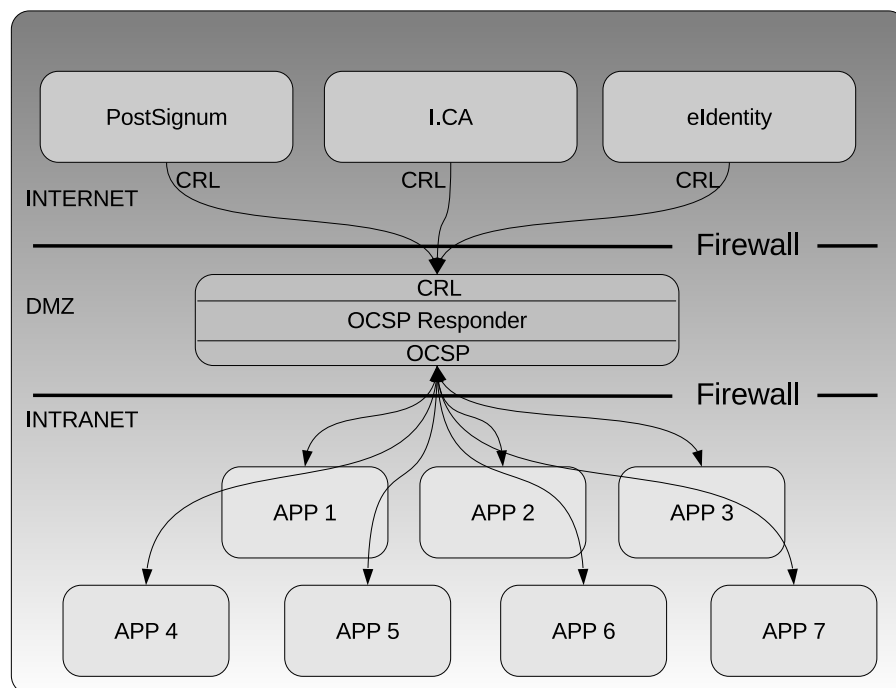 PostSignum
I.CA
eIdentity
CRL
CRL
CRL
INTERNET
Firewall
CRL
DMZ
OCSP Responder
OCSP
Firewall
INTRANET
APP 1
APP 2
APP 3
APP 4
APP 5
APP 6
APP 7